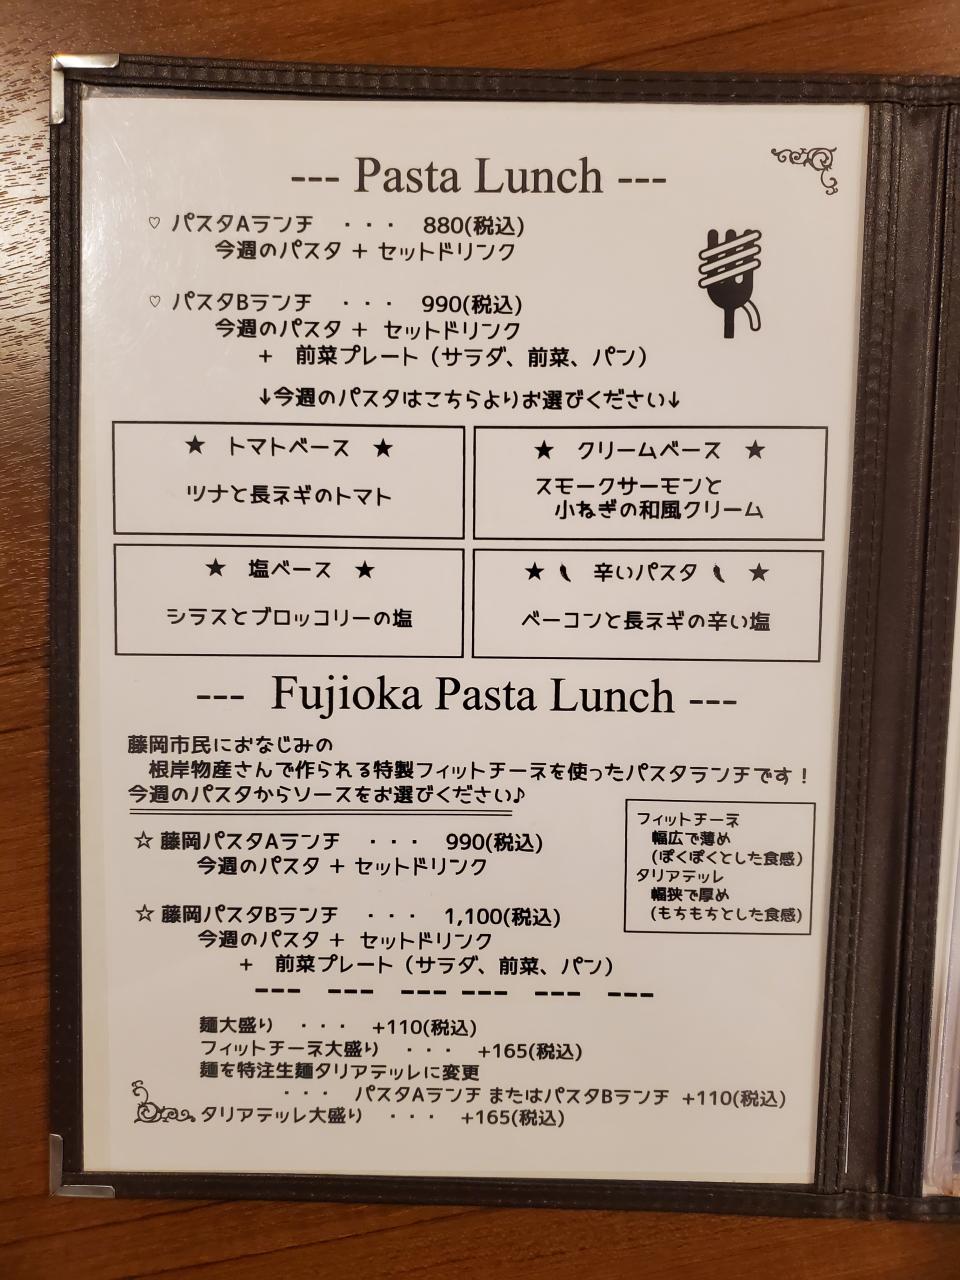 --- Pasta Lunch ---
♡ パスタAランチ ・・・ 880(税込)
今週のパスタ + セットドリンク
♡ パスタBランチ ・・・ 990(税込)
今週のパスタ + セットドリンク
+ 前菜プレート（サラダ、前菜、パン）
↓今週のパスタはこちらよりお選びください↓
★ トマトベース ★
ツナと長ネギのトマト
★ クリームベース ★
スモークサーモンと
小ねぎの和風クリーム
★ 塩ベース ★
シラスとブロッコリーの塩
★ 辛いパスタ ★
ベーコンと長ネギの辛い塩
--- Fujioka Pasta Lunch ---
藤岡市民におなじみの
根岸物産さんで作られる特製フィットチーネを使ったパスタランチです！
今週のパスタからソースをお選びください♪
☆ 藤岡パスタAランチ ・・・ 990(税込)
今週のパスタ + セットドリンク
☆ 藤岡パスタBランチ ・・・ 1,100(税込)
今週のパスタ + セットドリンク
+ 前菜プレート（サラダ、前菜、パン）
フィットチーネ
幅広で薄め
（ぽくぽくとした食感）
タリアテッレ
幅狭で厚め
（もちもちとした食感）
--- --- --- --- --- ---
麺大盛り ・・・ +110(税込)
フィットチーネ大盛り ・・・ +165(税込)
麺を特注生麺タリアテッレに変更
・・・ パスタAランチ またはパスタBランチ +110(税込)
タリアテッレ大盛り ・・・ +165(税込)